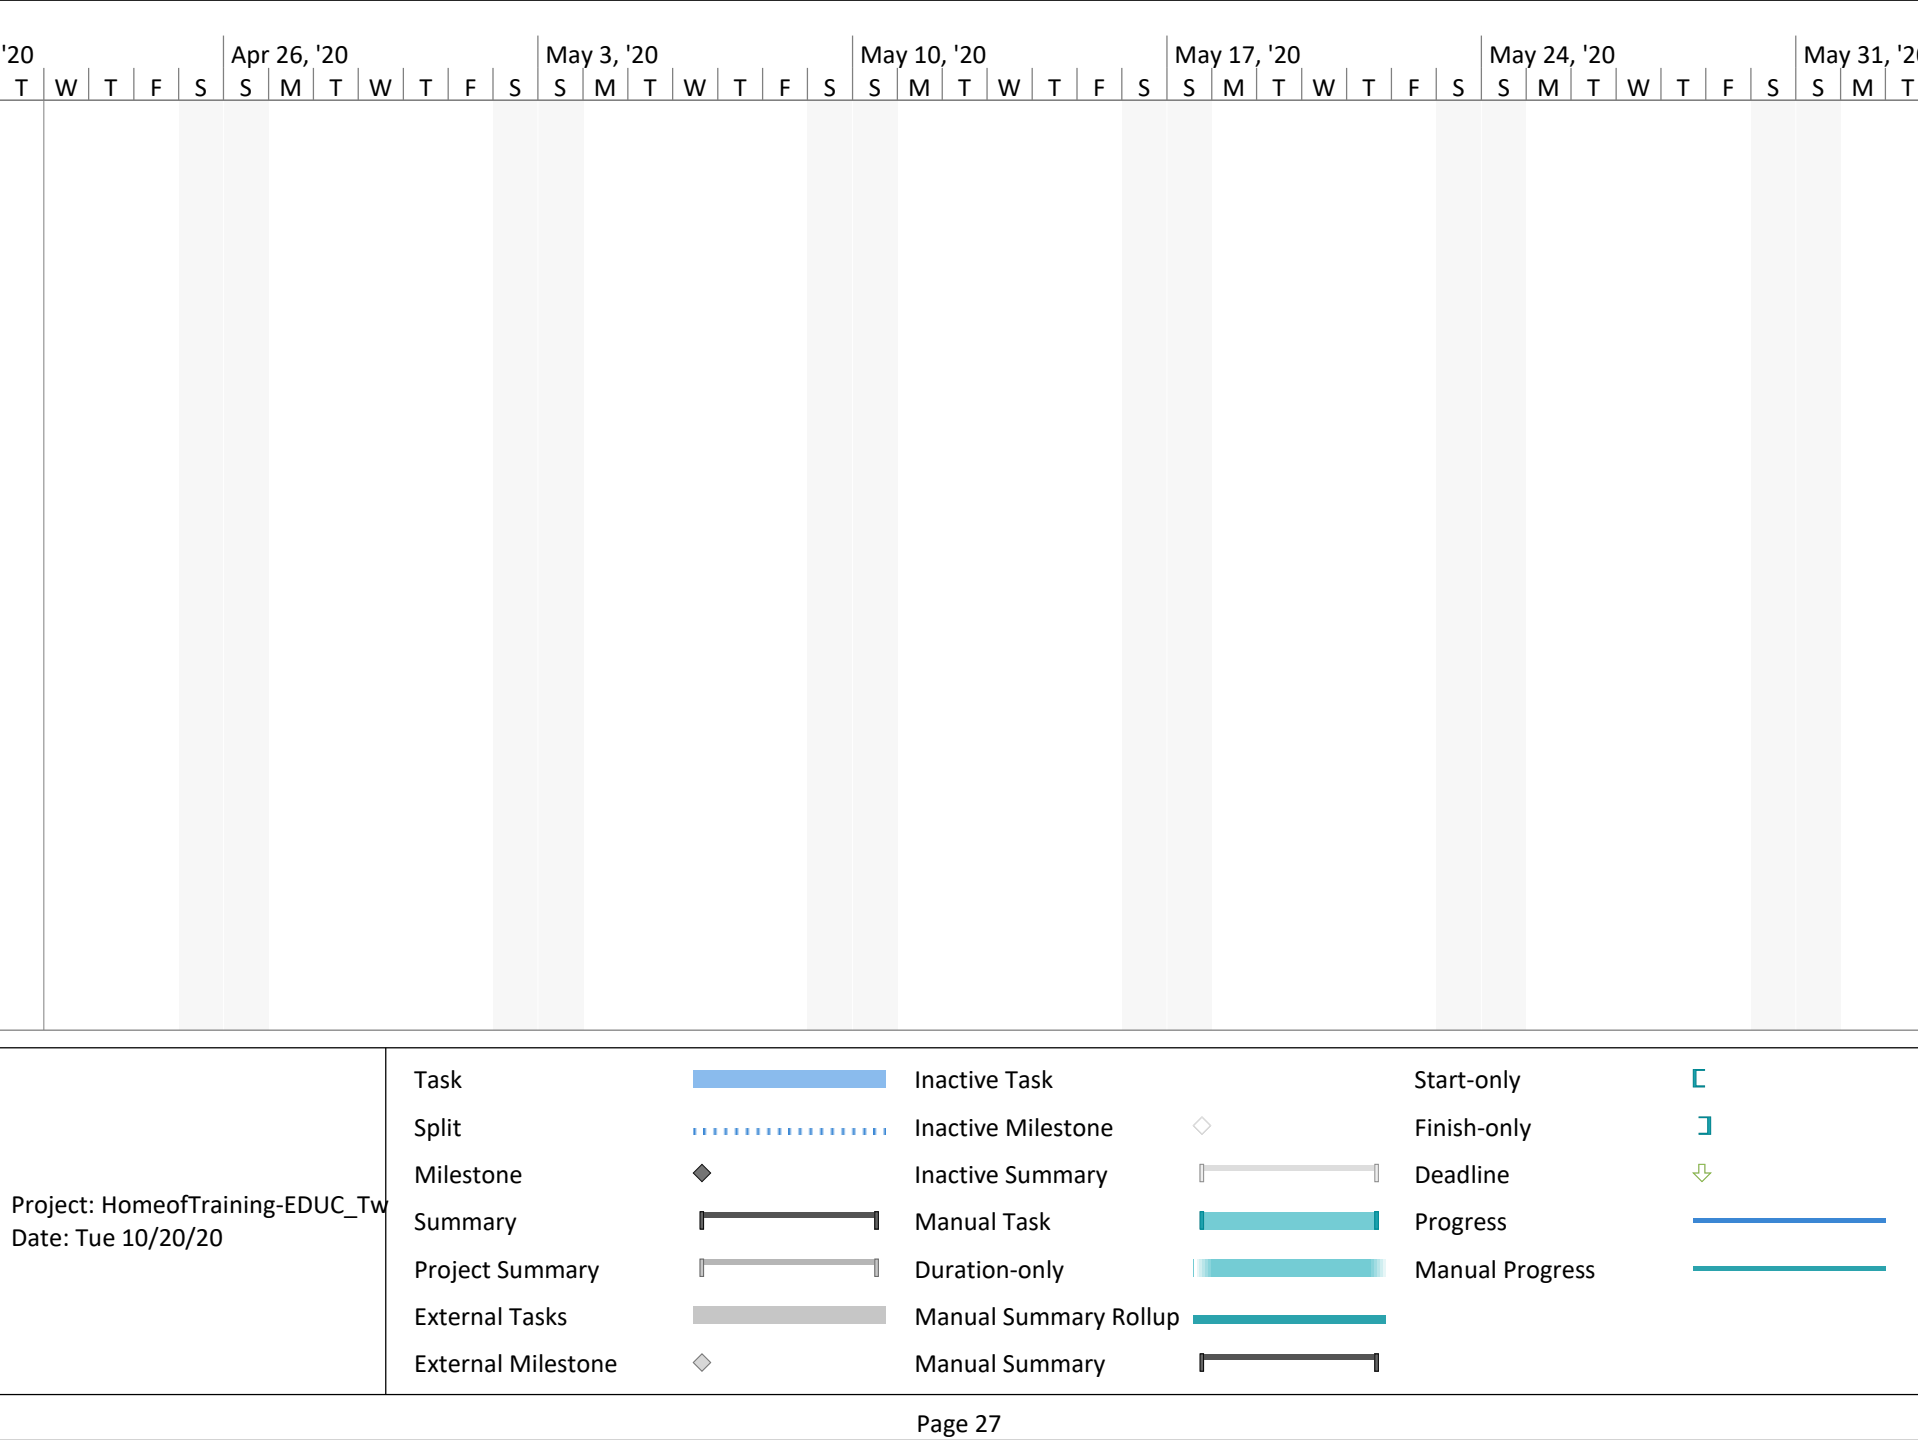 '20 Apr 26, '20 May 3, '20 May 10, '20 May 17, '20 May 24, '20 May 31, '20
T W T F S S M T W T F S S M T W T F S S M T W T F S S M T W T F S S M T W T F S S M T
Task Inactive Task Start-only
Split Inactive Milestone Finish-only
Milestone Inactive Summary Deadline
Project: HomeofTraining-EDUC_Tw
Summary Manual Task Progress
Date: Tue 10/20/20
Project Summary Duration-only Manual Progress
External Tasks Manual Summary Rollup
External Milestone Manual Summary
Page 27